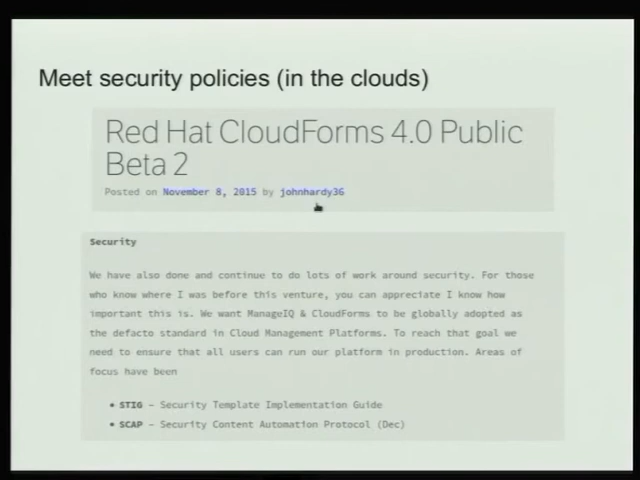 Meet security policies (in the clouds)
Red Hat CloudForms 4.0 Public
Beta 2
Posted on November 8, 2015 by johnhardy36
Security
We have also done and continue to do lots of work around security. For those
who know where I was before this venture, you can appreciate I know how
important this is. We want ManageIQ & CloudForms to be globally adopted as
the defacto standard in Cloud Management Platforms. To reach that goal we
need to ensure that all users can run our platform in production. Areas of
focus have been
• STIG – Security Template Implementation Guide
• SCAP – Security Content Automation Protocol (Dec)